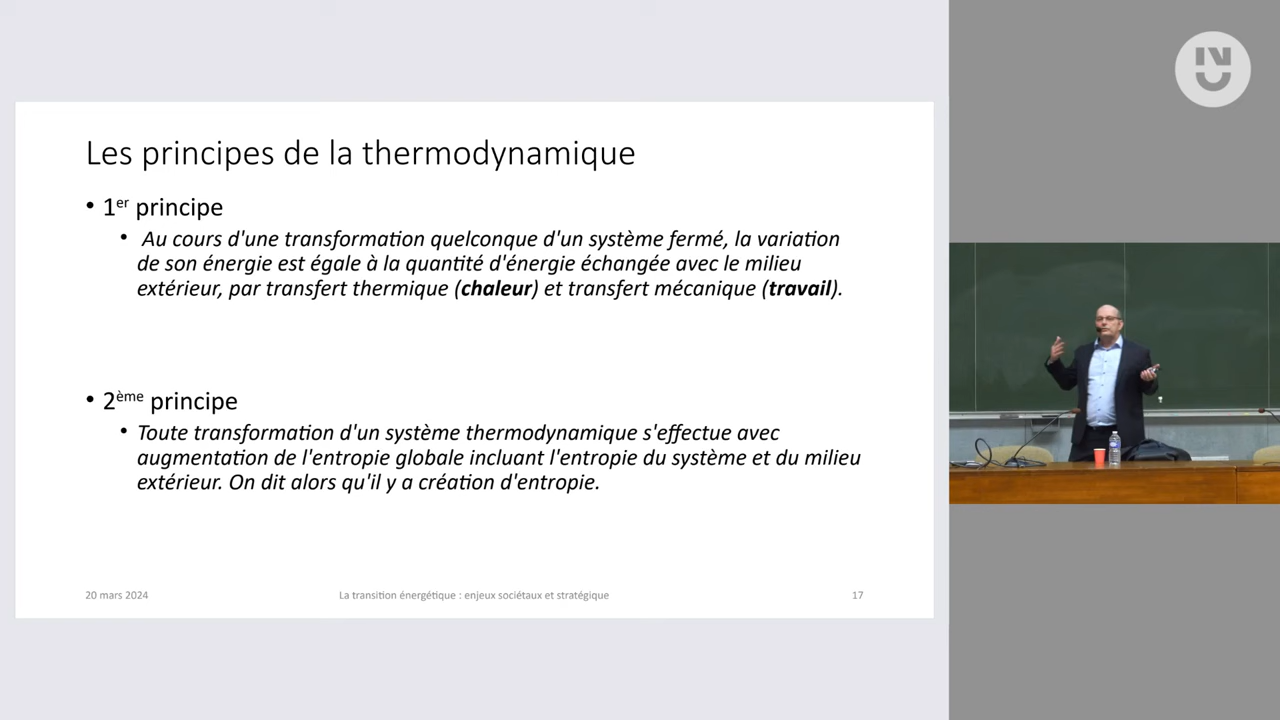 Les principes de la thermodynamique
• 1er principe
• Au cours d'une transformation quelconque d'un système fermé, la variation
de son énergie est égale à la quantité d'énergie échangée avec le milieu
extérieur, par transfert thermique (chaleur) et transfert mécanique (travail).
• 2ème principe
• Toute transformation d'un système thermodynamique s'effectue avec
augmentation de l'entropie globale incluant l'entropie du système et du milieu
extérieur. On dit alors qu'il y a création d'entropie.
20 mars 2024
La transition énergétique : enjeux sociétaux et stratégique
17